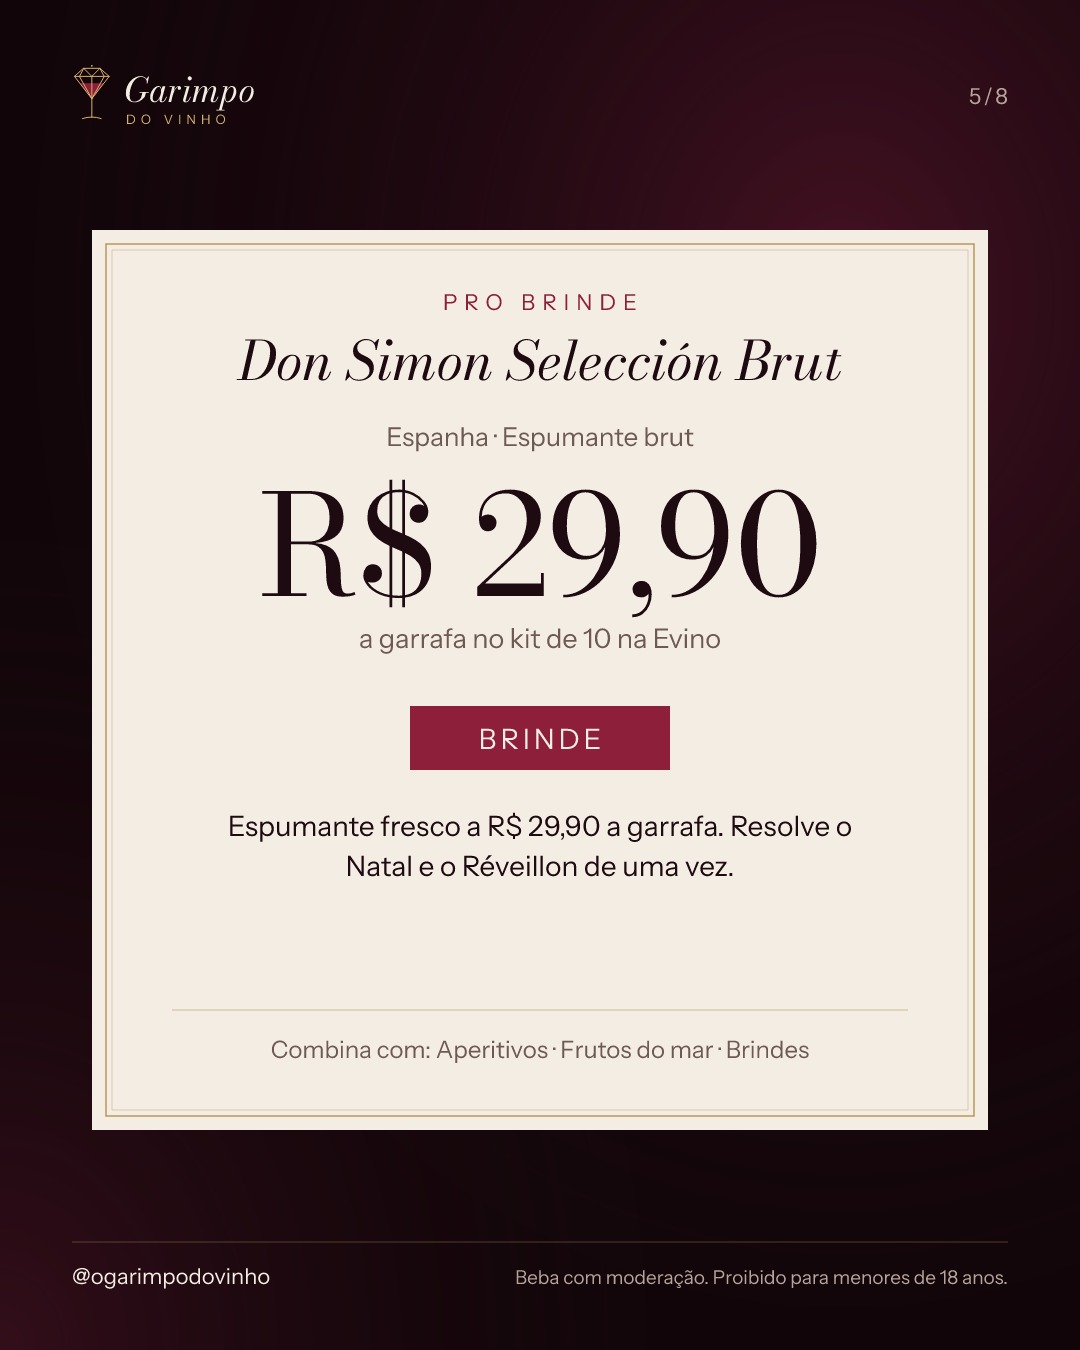 Garimpo
DO VINHO
5/8
PRO BRINDE
Don Simon Selección Brut
Espanha · Espumante brut
R$ 29,90
a garrafa no kit de 10 na Evino
BRINDE
Espumante fresco a R$ 29,90 a garrafa. Resolve o
Natal e o Réveillon de uma vez.
Combina com: Aperitivos · Frutos do mar · Brindes
@ogarimpodovinho
Beba com moderação. Proibido para menores de 18 anos.